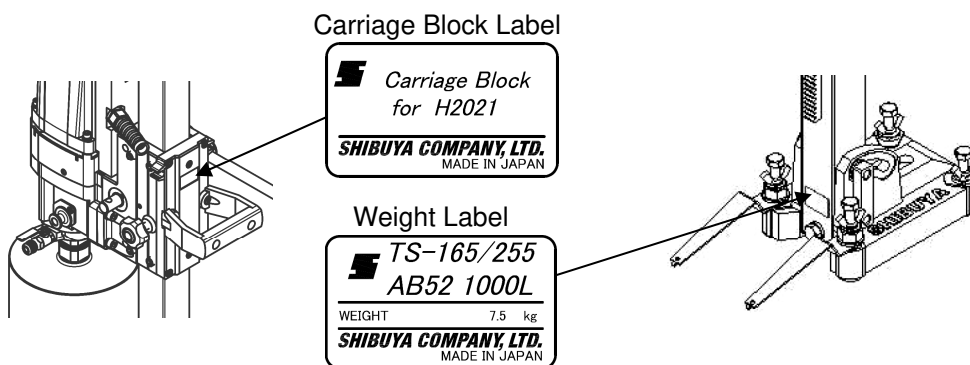 Carriage Block Label
Carriage Block
for H2021
SHIBUYA COMPANY, LTD.
MADE IN JAPAN
Weight Label
TS-165/255
AB52 1000L
WEIGHT 7.5 kg
SHIBUYA COMPANY, LTD.
MADE IN JAPAN
SHIBUYA